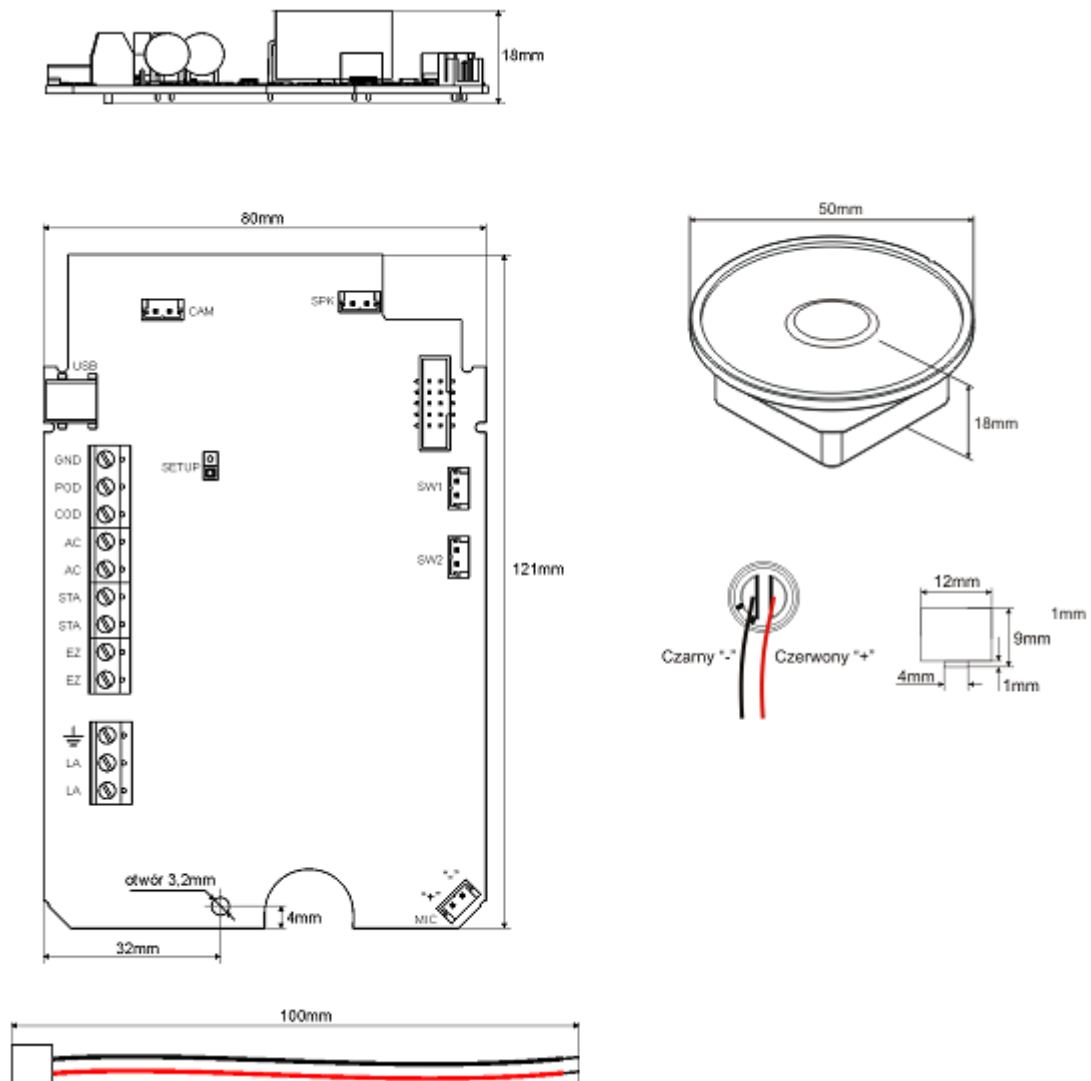 18mm
80mm
CAM
SPK
USB
GND
POD
COD
AC
AC
STA
STA
EZ
EZ
LA
LA
SETUP
SW1
SW2
121mm
otwór 3,2mm
4mm
32mm
"-"
"+"
MIC
50mm
18mm
Czarny "-"
Czerwony "+"
12mm
9mm
1mm
4mm
1mm
100mm